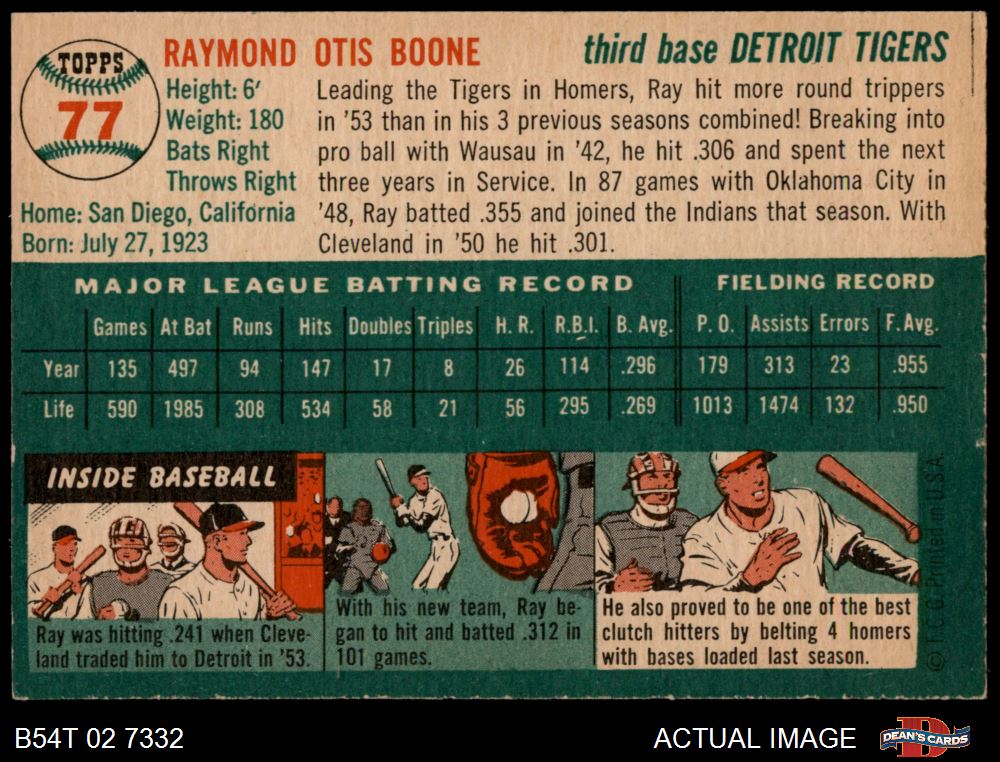 TOPPS
77
RAYMOND OTIS BOONE
third base DETROIT TIGERS
Height: 6'
Weight: 180
Bats Right
Throws Right
Home: San Diego, California
Born: July 27, 1923
Leading the Tigers in Homers, Ray hit more round trippers
in '53 than in his 3 previous seasons combined! Breaking into
pro ball with Wausau in '42, he hit .306 and spent the next
three years in Service. In 87 games with Oklahoma City in
'48, Ray batted .355 and joined the Indians that season. With
Cleveland in '50 he hit .301.
MAJOR LEAGUE BATTING RECORD FIELDING RECORD
Games At Bat Runs Hits Doubles Triples H. R. R.B.I. B. Avg. P. O. Assists Errors F. Avg.
Year 135 497 94 147 17 8 26 114 .296 179 313 23 .955
Life 590 1985 308 534 58 21 56 295 .269 1013 1474 132 .950
INSIDE BASEBALL
Ray was hitting .241 when Cleve-
land traded him to Detroit in '53.
With his new team, Ray be-
gan to hit and batted .312 in
101 games.
He also proved to be one of the best
clutch hitters by belting 4 homers
with bases loaded last season.
© T.C.G. Printed in U.S.A.
B54T 02 7332
ACTUAL IMAGE
DEAN'S CARDS